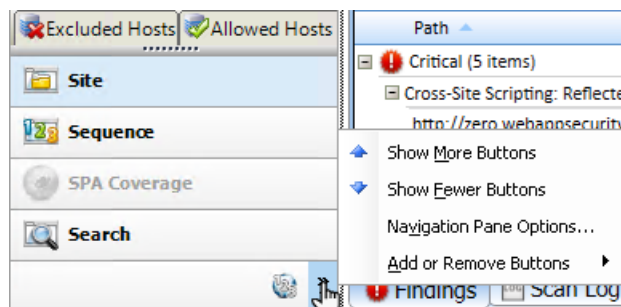 Excluded Hosts Allowed Hosts
Site
Sequence
SPA Coverage
Search
Path
Critical (5 items)
Cross-Site Scripting: Reflecte
http://zero.webappsecurity
Show More Buttons
Show Fewer Buttons
Navigation Pane Options...
Add or Remove Buttons
Findings Scan Log